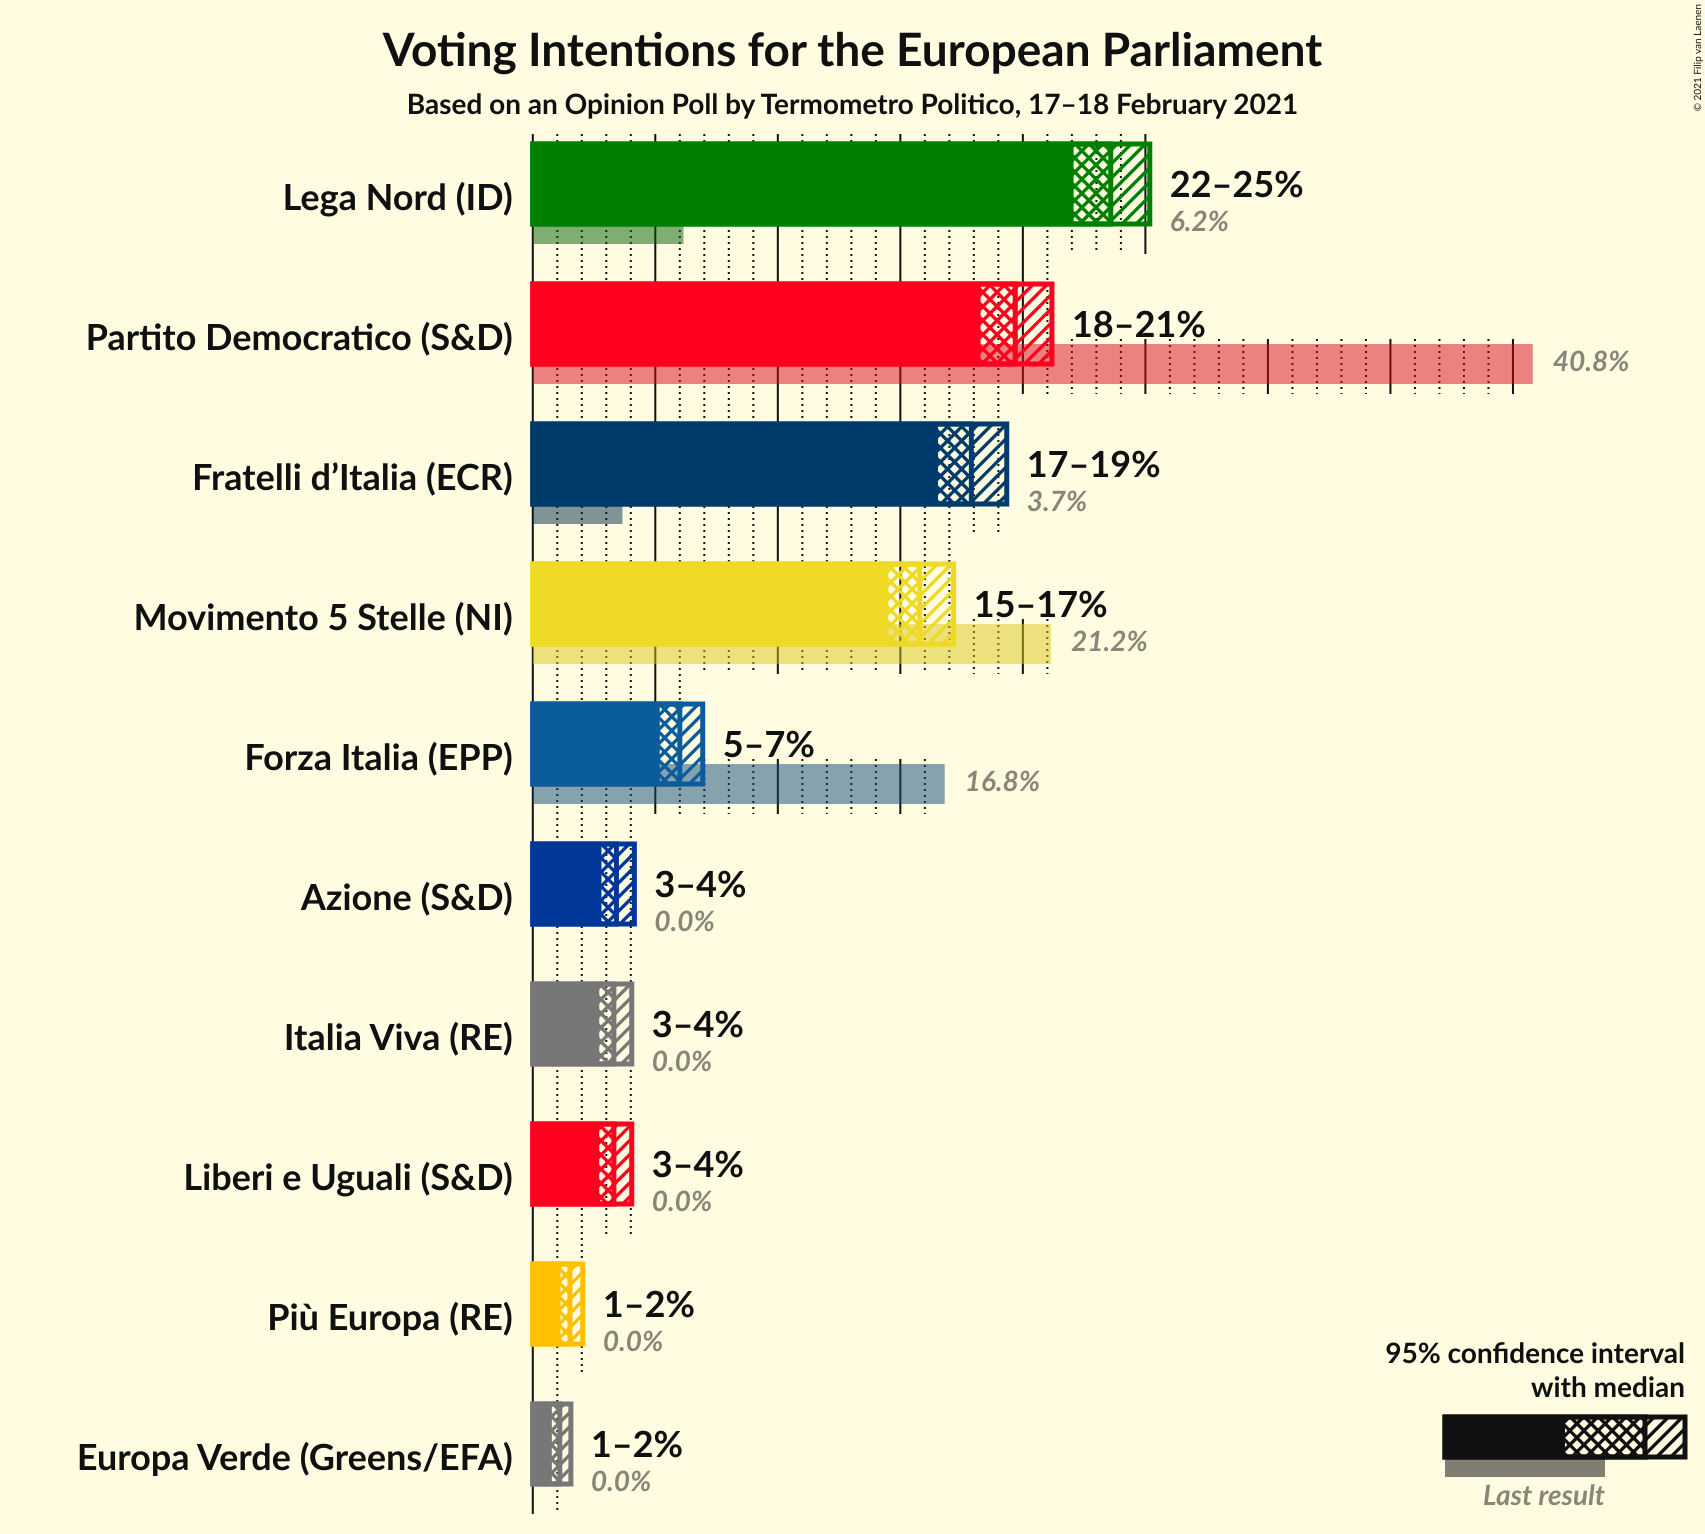 Voting Intentions for the European Parliament
Based on an Opinion Poll by Termometro Politico, 17–18 February 2021
© 2021 Filip van Laenen
Lega Nord (ID)
22–25%
6.2%
Partito Democratico (S&D)
18–21%
40.8%
Fratelli d’Italia (ECR)
17–19%
3.7%
Movimento 5 Stelle (NI)
15–17%
21.2%
Forza Italia (EPP)
5–7%
16.8%
Azione (S&D)
3–4%
0.0%
Italia Viva (RE)
3–4%
0.0%
Liberi e Uguali (S&D)
3–4%
0.0%
Più Europa (RE)
1–2%
0.0%
Europa Verde (Greens/EFA)
1–2%
0.0%
95% confidence interval
with median
Last result